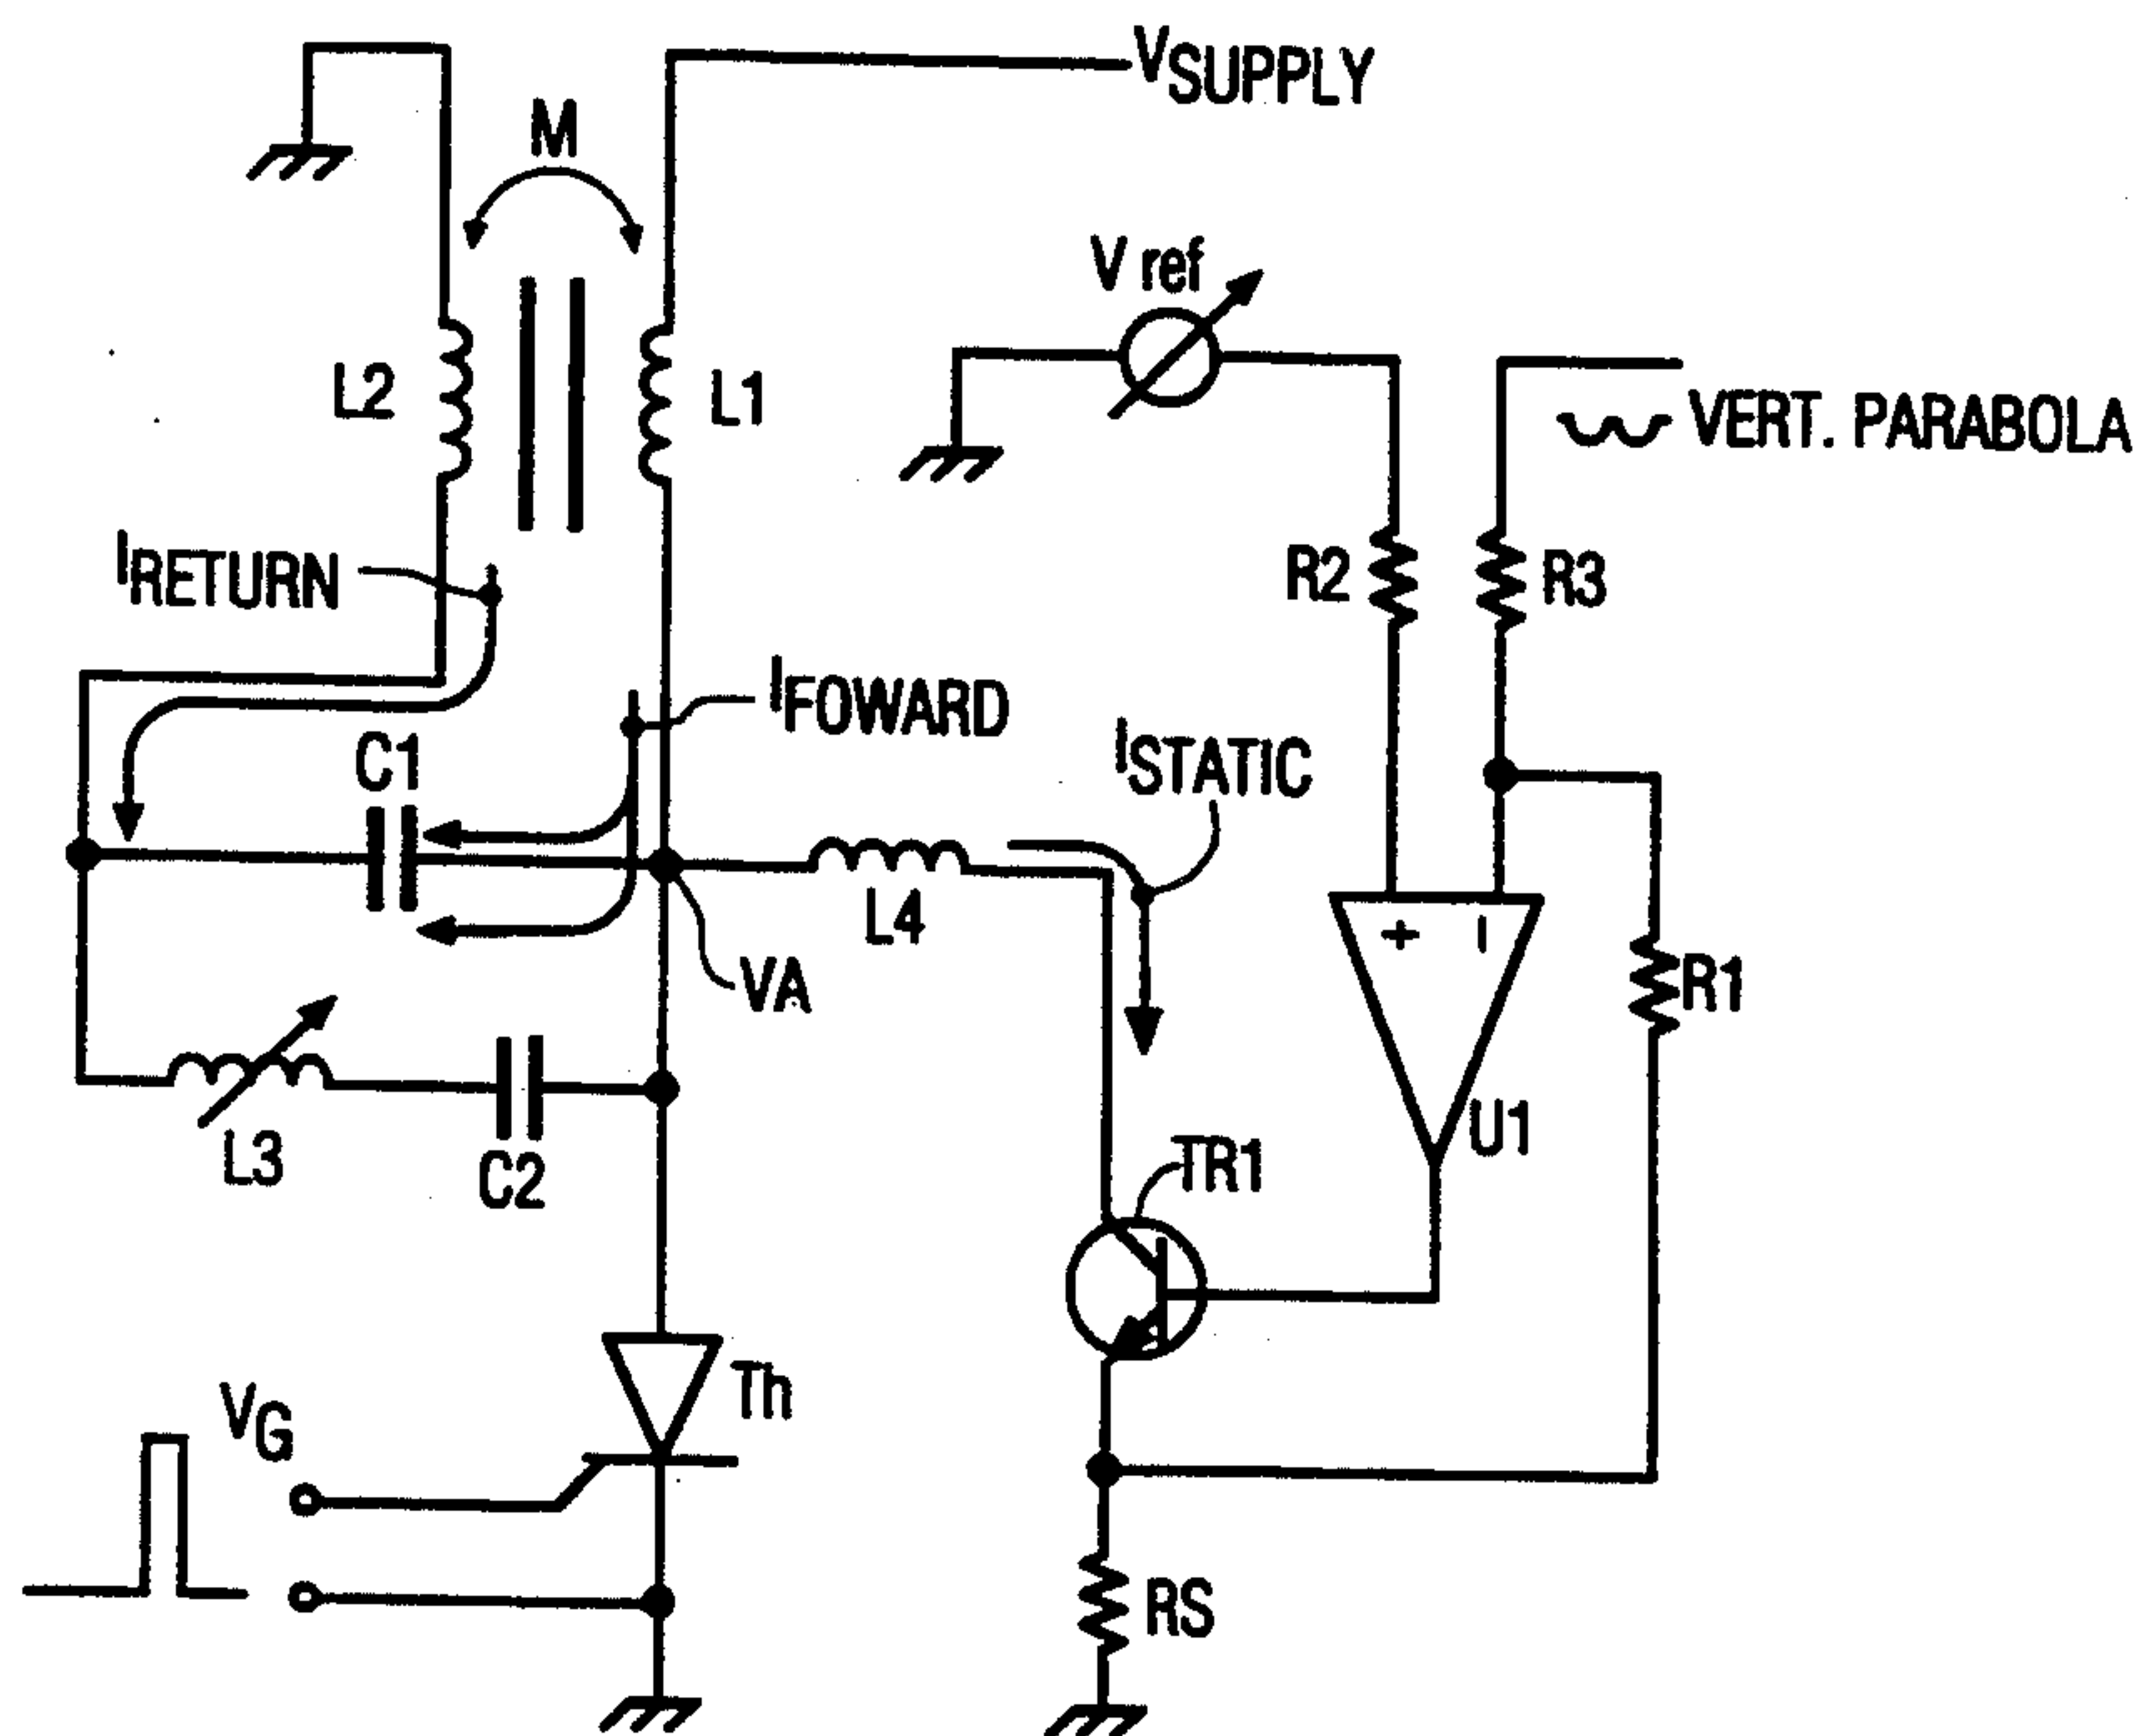 VSUPPLY
M
Vref
L2
L1
VERT. PARABOLA
IRETURN
R2
R3
IFOWARD
C1
ISTATIC
L4
+
−
VA
R1
L3
C2
U1
TR1
Th
VG
RS